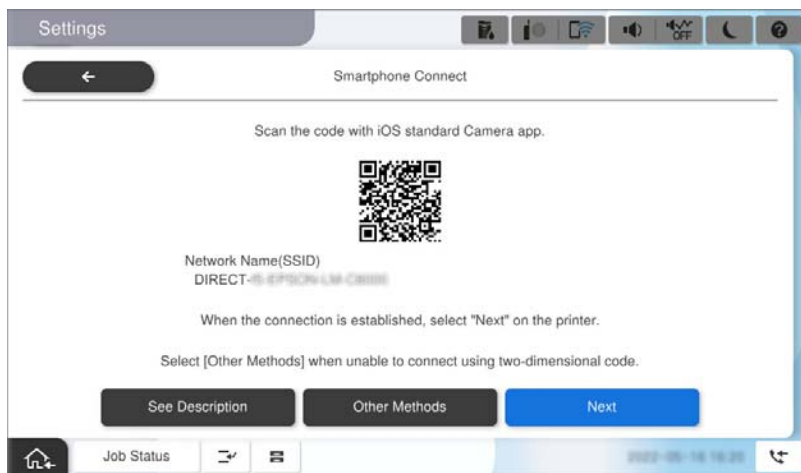 Settings
OFF
Smartphone Connect
Scan the code with iOS standard Camera app.
Network Name(SSID)
DIRECT-
When the connection is established, select "Next" on the printer.
Select [Other Methods] when unable to connect using two-dimensional code.
See Description
Other Methods
Next
Job Status